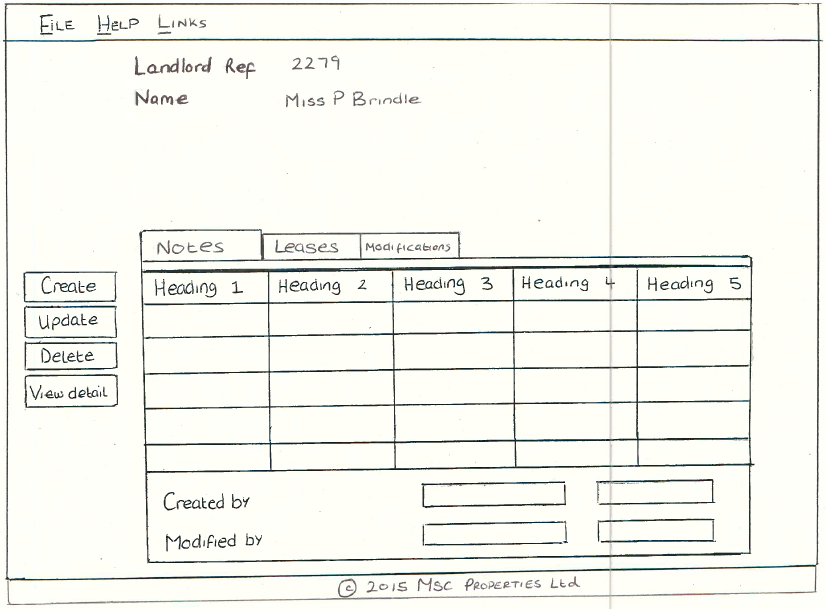 FILE HELP LINKS
Landlord Ref 2279
Name Miss P Brindle
Notes Leases Modifications
Create
Update
Delete
View detail
Heading 1 Heading 2 Heading 3 Heading 4 Heading 5
Created by
Modified by
© 2015 MSC PROPERTIES Ltd